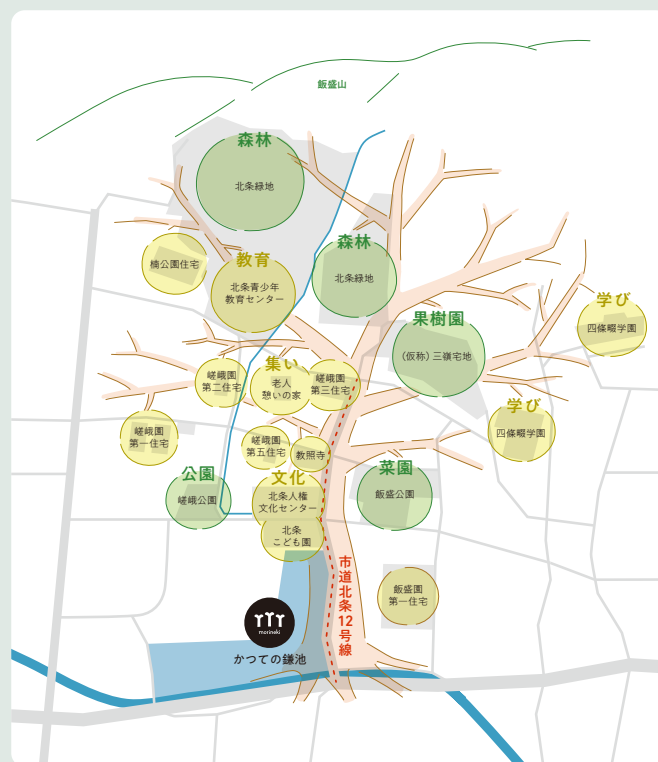 飯盛山
森林
北条緑地
森林
北条緑地
教育
北条青少年
教育センター
楠公園住宅
学び
四條畷学園
果樹園
（仮称）三嶺宅地
集い
老人
憩いの家
嵯峨園
第二住宅
嵯峨園
第三住宅
学び
四條畷学園
嵯峨園
第一住宅
嵯峨園
第五住宅
教照寺
公園
嵯峨公園
文化
北条人権
文化センター
北条
こども園
菜園
飯盛公園
市道北条12号線
飯盛園
第一住宅
morineki
かつての鎌池